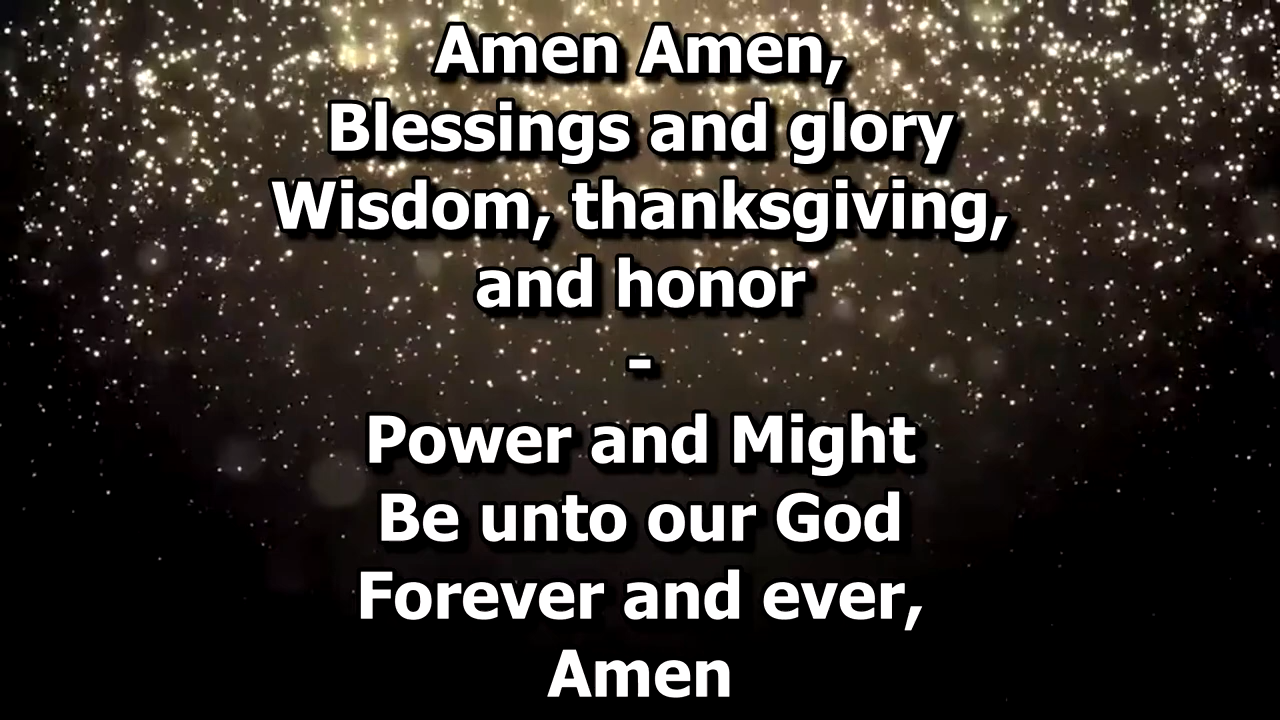 Amen Amen,
Blessings and glory
Wisdom, thanksgiving,
and honor
-
Power and Might
Be unto our God
Forever and ever,
Amen